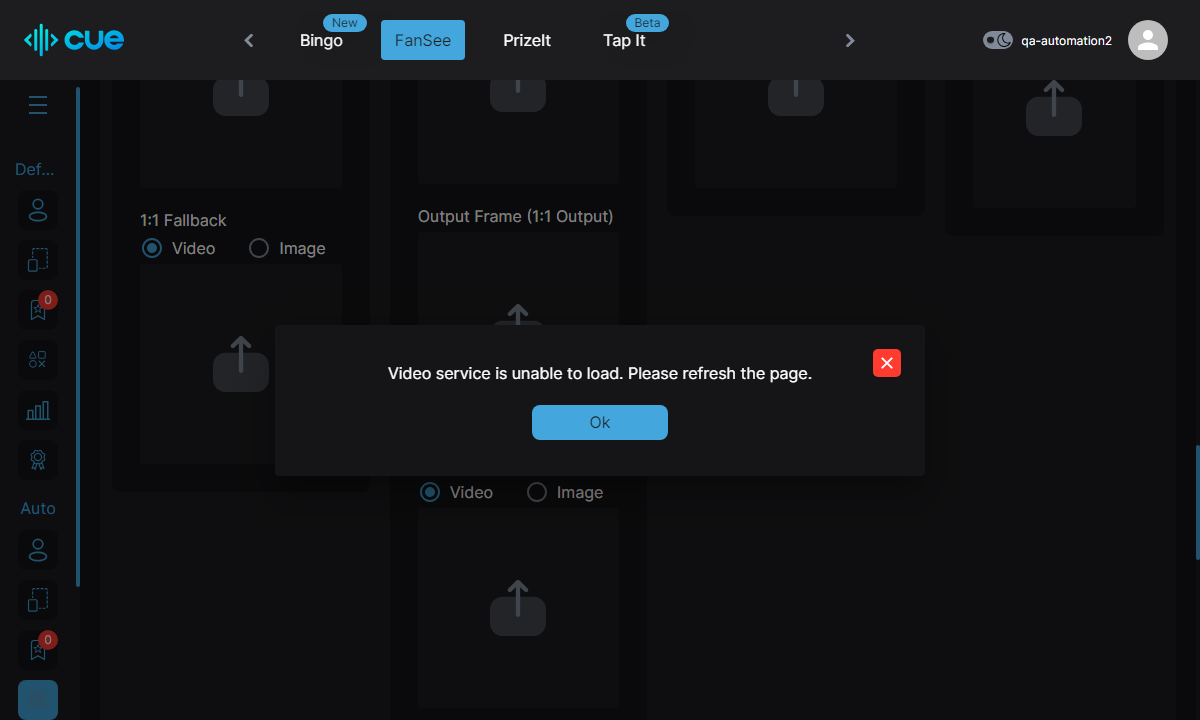 cue
Bingo
New
FanSee
PrizeIt
Tap It
Beta
qa-automation2
Def...
0
Auto
0
1:1 Fallback
Video
Image
Output Frame (1:1 Output)
Video service is unable to load. Please refresh the page.
Ok
Video
Image